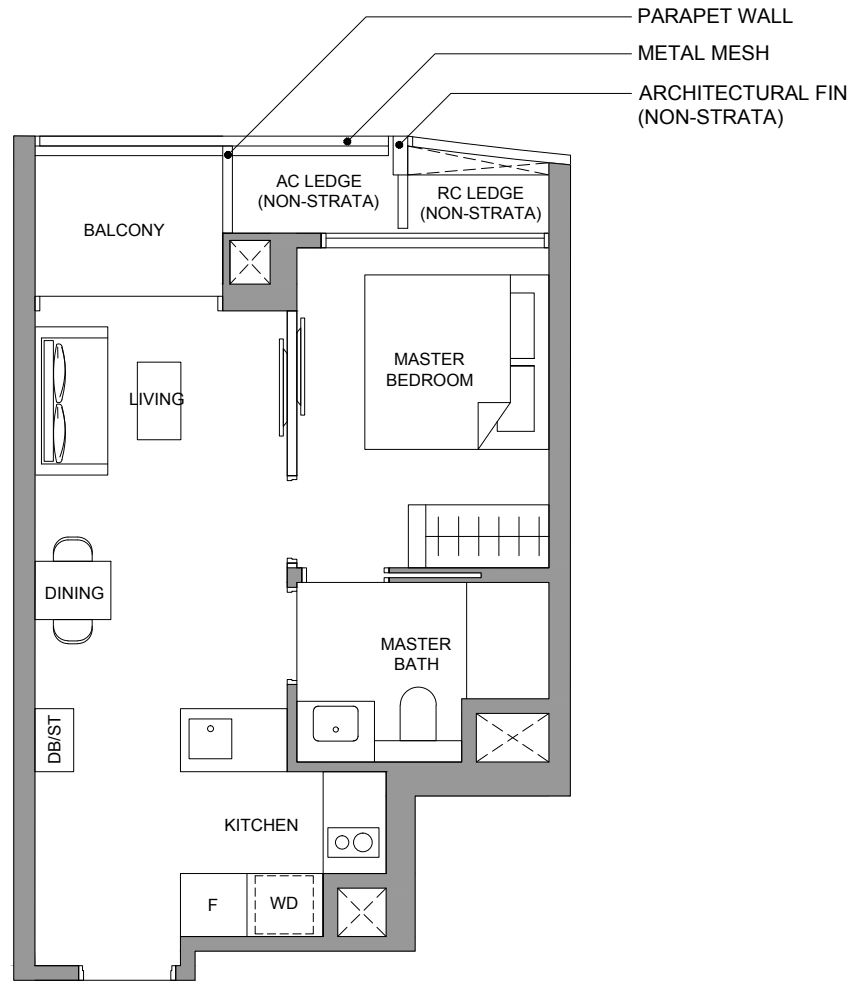 PARAPET WALL
METAL MESH
ARCHITECTURAL FIN
(NON-STRATA)
AC LEDGE
(NON-STRATA)
RC LEDGE
(NON-STRATA)
BALCONY
MASTER
BEDROOM
LIVING
DINING
MASTER
BATH
DB/ST
KITCHEN
F
WD